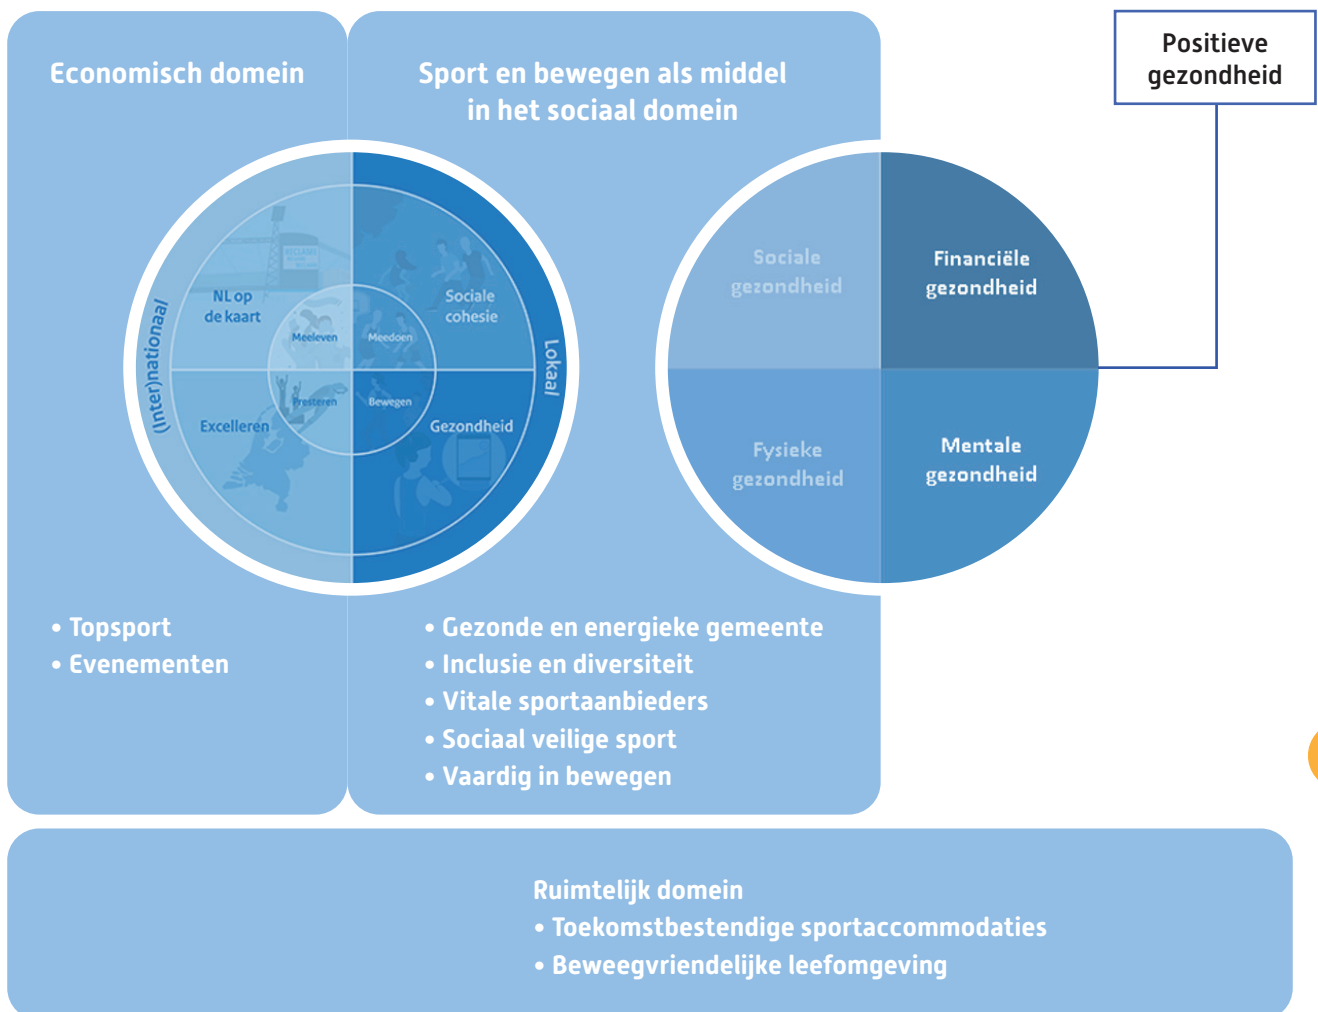 Economisch domein
Sport en bewegen als middel
in het sociaal domein
Positieve
gezondheid
(Inter)nationaal
NL op
de kaart
Meeleven
Meedoen
Sociale
cohesie
Lokaal
Excelleren
Presteren
Bewegen
Gezondheid
Sociale
gezondheid
Financiële
gezondheid
Fysieke
gezondheid
Mentale
gezondheid
• Topsport
• Evenementen
• Gezonde en energieke gemeente
• Inclusie en diversiteit
• Vitale sportaanbieders
• Sociaal veilige sport
• Vaardig in bewegen
Ruimtelijk domein
• Toekomstbestendige sportaccommodaties
• Beweegvriendelijke leefomgeving